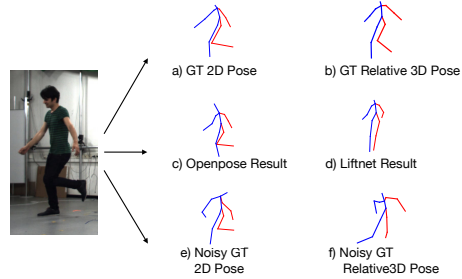 a) GT 2D Pose
b) GT Relative 3D Pose
c) Openpose Result
d) Liftnet Result
e) Noisy GT
2D Pose
f) Noisy GT
Relative3D Pose